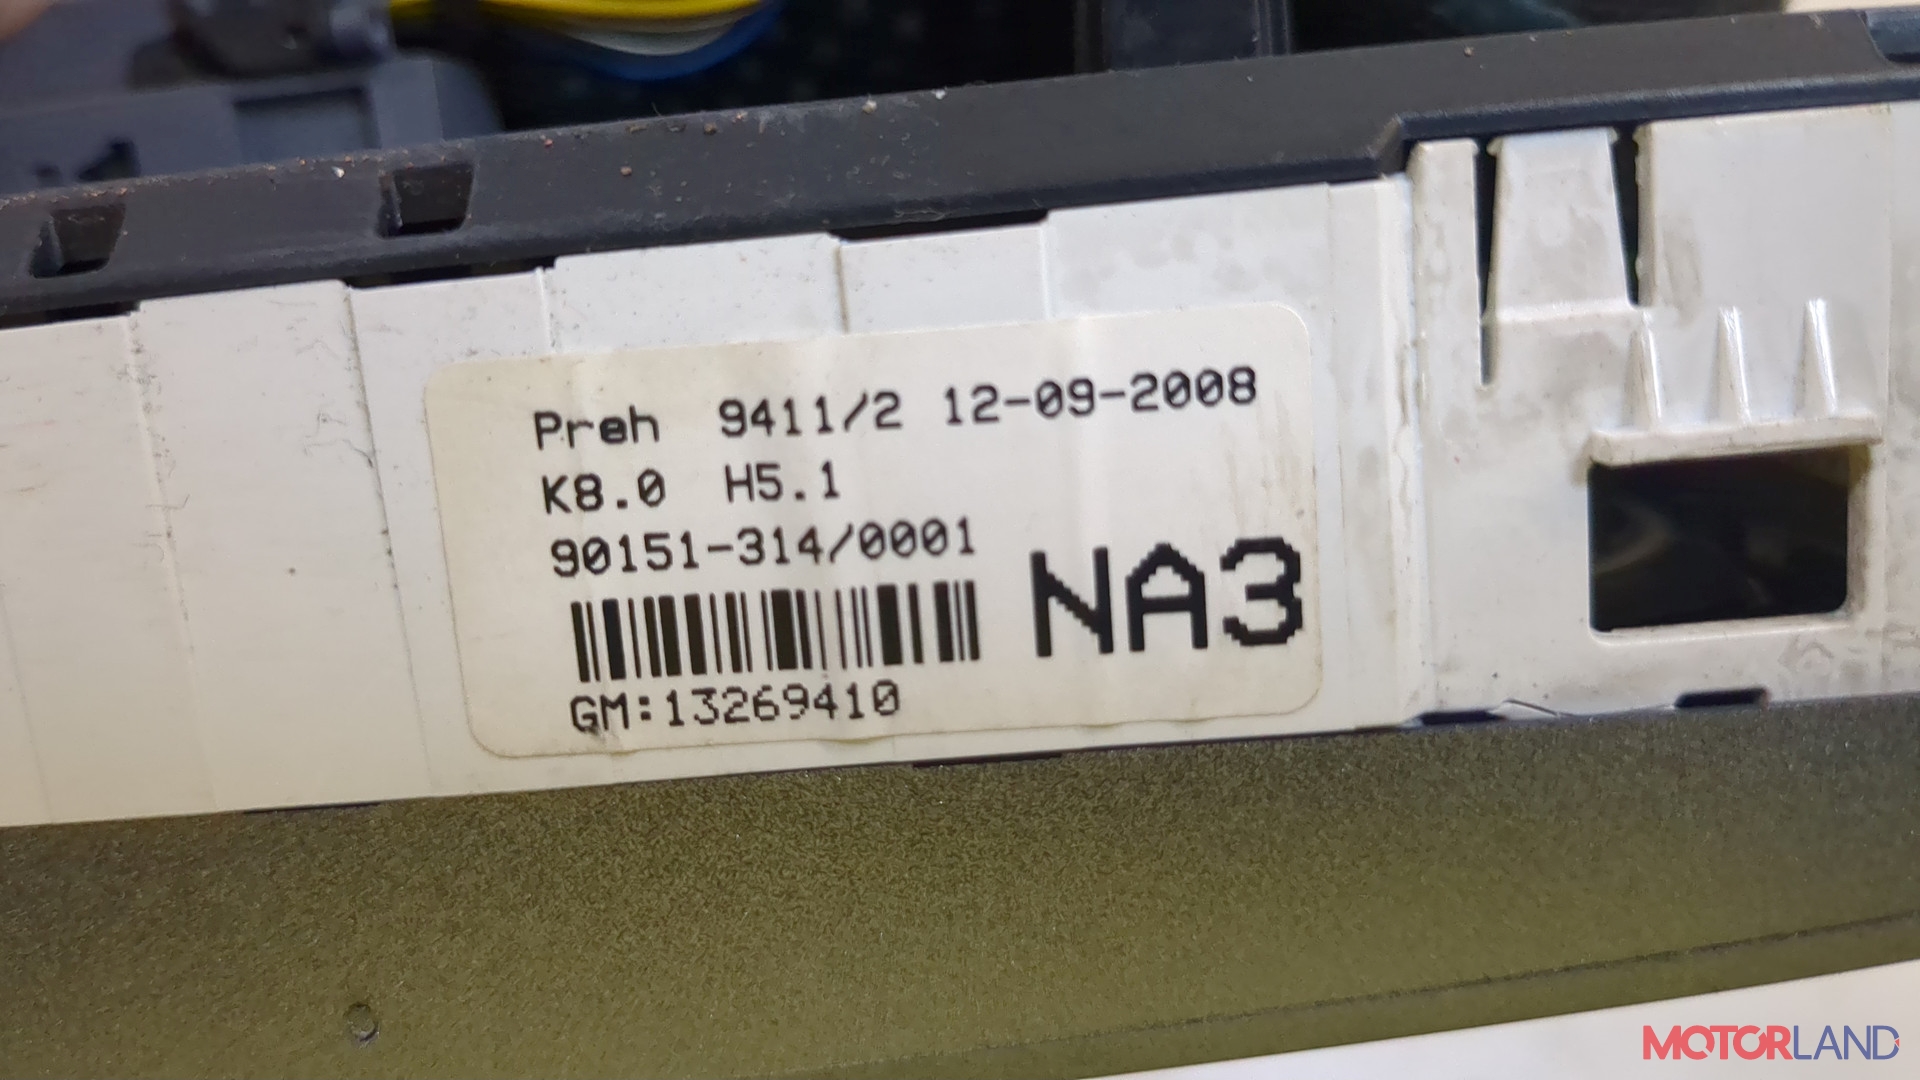 Preh 9411/2 12-09-2008
K8.0 H5.1
90151-314/0001
NA3
GM:13269410
MOTORLAND